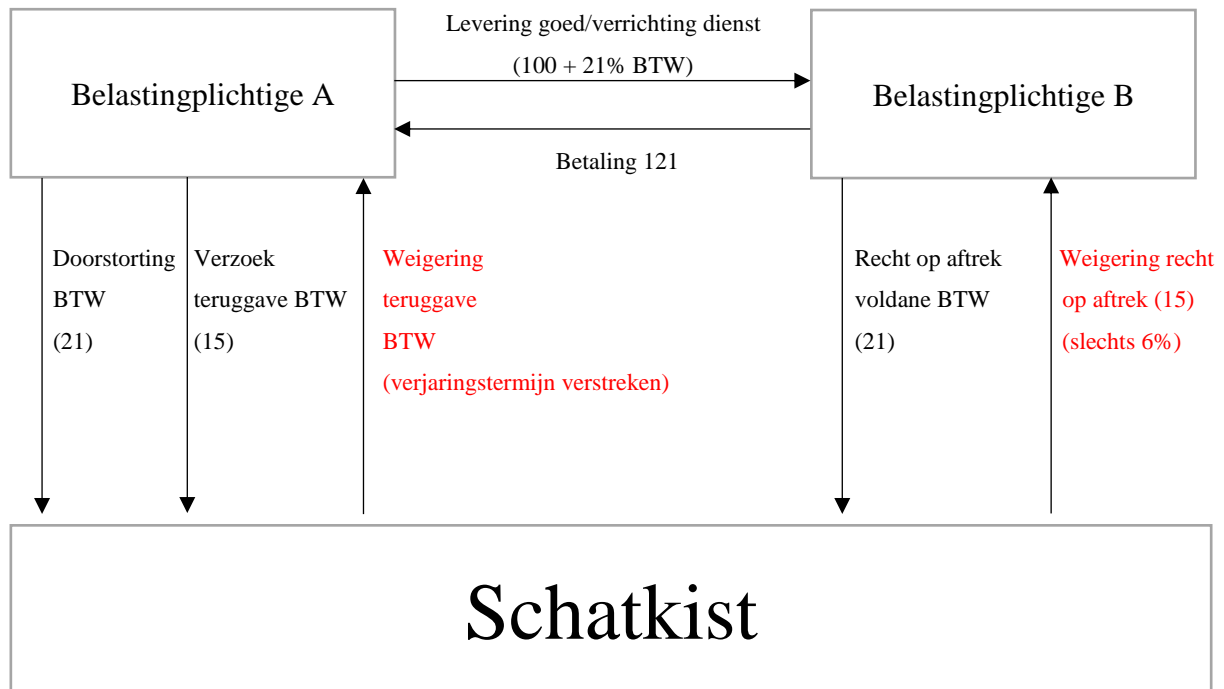 Levering goed/verrichting dienst
(100 + 21% BTW)
Belastingplichtige A
Belastingplichtige B
Betaling 121
Doorstorting
BTW
(21)
Verzoek
teruggave BTW
(15)
Weigering
teruggave
BTW
(verjaringstermijn verstreken)
Recht op aftrek
voldane BTW
(21)
Weigering recht
op aftrek (15)
(slechts 6%)
Schatkist